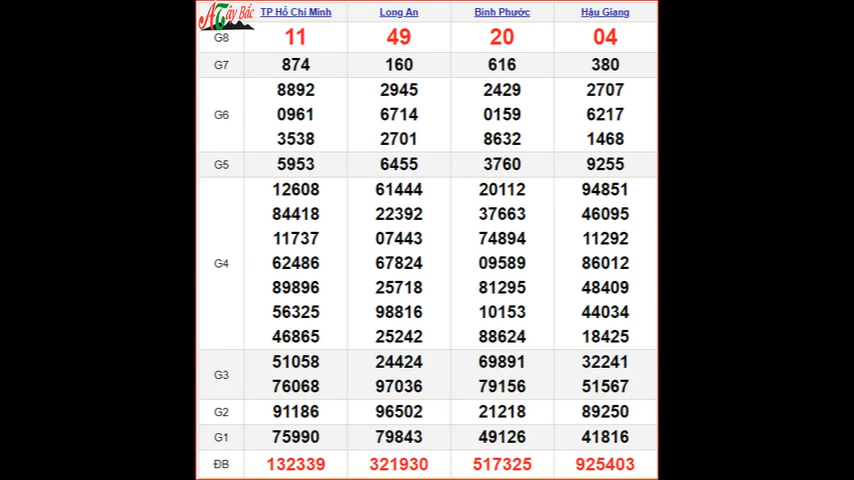 ATây Bắc
TP Hồ Chí Minh Long An Bình Phước Hậu Giang
G8 11 49 20 04
G7 874 160 616 380
8892 2945 2429 2707
G6 0961 6714 0159 6217
3538 2701 8632 1468
G5 5953 6455 3760 9255
12608 61444 20112 94851
84418 22392 37663 46095
11737 07443 74894 11292
G4 62486 67824 09589 86012
89896 25718 81295 48409
56325 98816 10153 44034
46865 25242 88624 18425
G3 51058 24424 69891 32241
76068 97036 79156 51567
G2 91186 96502 21218 89250
G1 75990 79843 49126 41816
ĐB 132339 321930 517325 925403